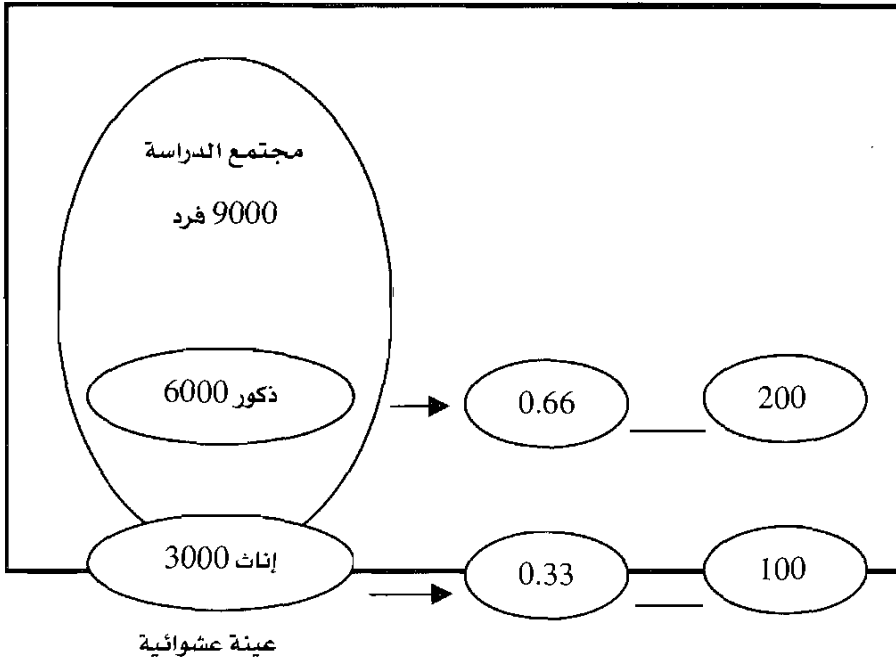 مجتمع الدراسة
9000 فرد
ذكور 6000
0.66
200
إناث 3000
0.33
100
عينة عشوائية